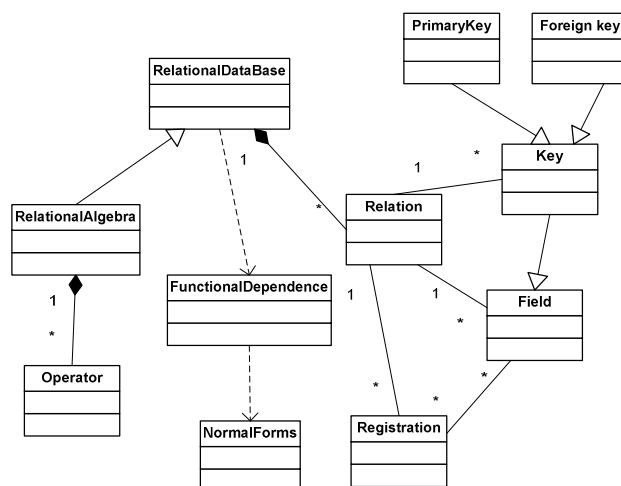 PrimaryKey
Foreign key
RelationalDataBase
Key
1
1
*
RelationalAlgebra
Relation
*
FunctionalDependence
1
1
1
Field
*
*
Operator
*
*
*
NormalForms
Registration